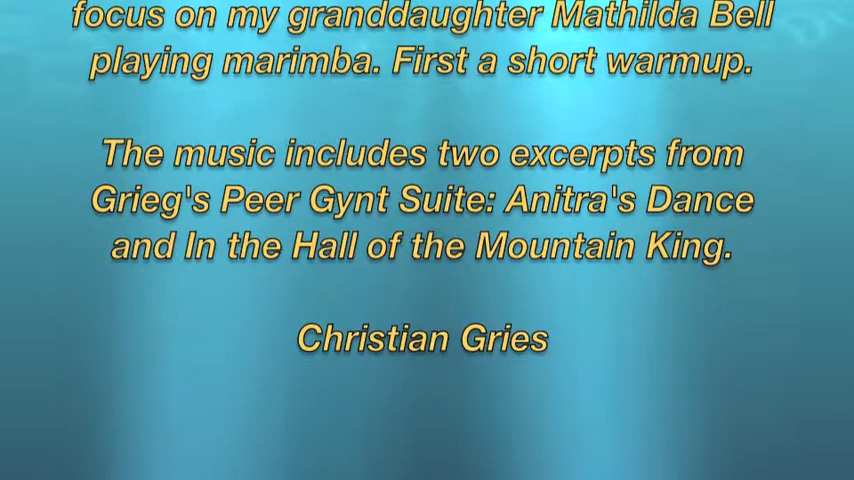 focus on my granddaughter Mathilda Bell
playing marimba. First a short warmup.
The music includes two excerpts from
Grieg's Peer Gynt Suite: Anitra's Dance
and In the Hall of the Mountain King.
Christian Gries